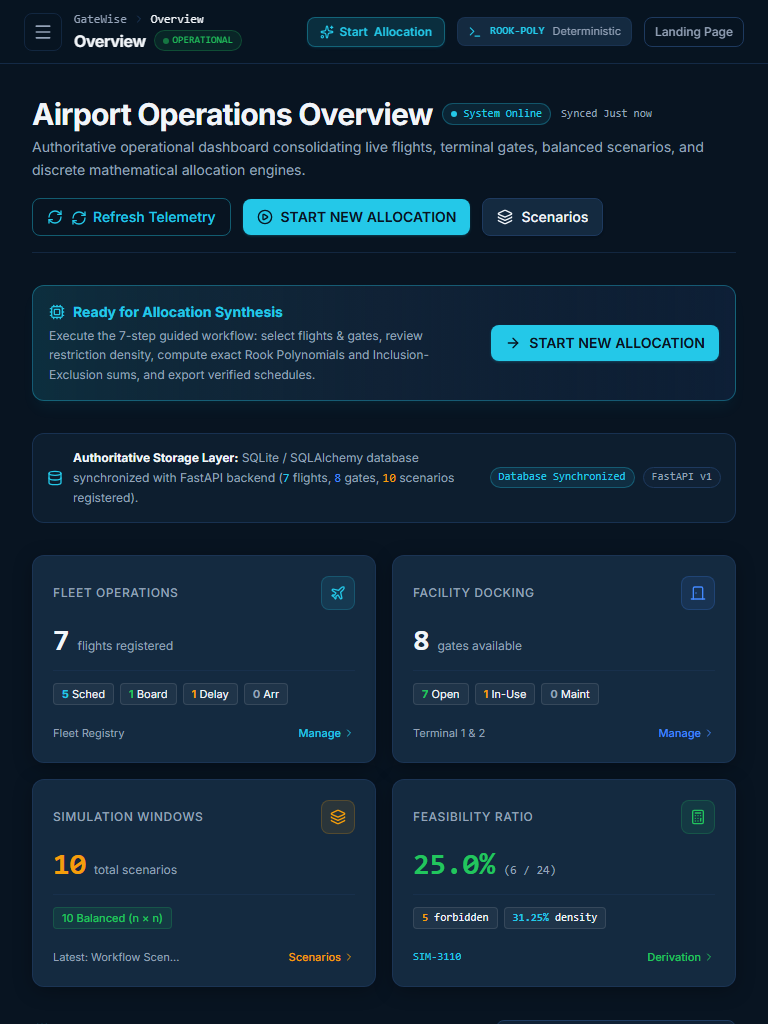 GateWise > Overview
Overview OPERATIONAL
Start Allocation
ROOK-POLY Deterministic
Landing Page
Airport Operations Overview
System Online
Synced Just now
Authoritative operational dashboard consolidating live flights, terminal gates, balanced scenarios, and
discrete mathematical allocation engines.
Refresh Telemetry
START NEW ALLOCATION
Scenarios
Ready for Allocation Synthesis
Execute the 7-step guided workflow: select flights & gates, review
restriction density, compute exact Rook Polynomials and Inclusion-
Exclusion sums, and export verified schedules.
START NEW ALLOCATION
Authoritative Storage Layer: SQLite / SQLAlchemy database
synchronized with FastAPI backend (7 flights, 8 gates, 10 scenarios
registered).
Database Synchronized
FastAPI v1
FLEET OPERATIONS
7 flights registered
5 Sched 1 Board 1 Delay 0 Arr
Fleet Registry Manage >
FACILITY DOCKING
8 gates available
7 Open 1 In-Use 0 Maint
Terminal 1 & 2 Manage >
SIMULATION WINDOWS
10 total scenarios
10 Balanced (n × n)
Latest: Workflow Scen... Scenarios >
FEASIBILITY RATIO
25.0% (6 / 24)
5 forbidden 31.25% density
SIM-3110 Derivation >